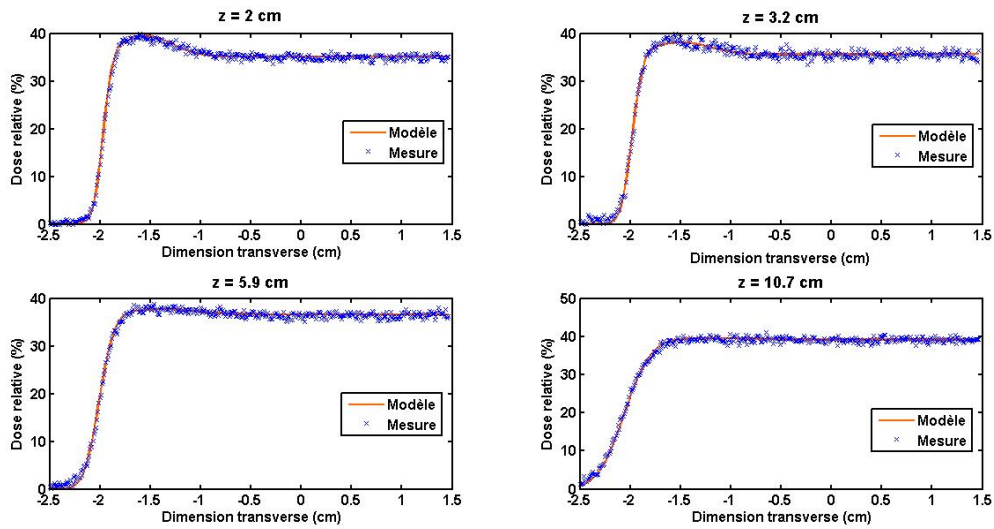 z = 2 cm
Dose relative (%)
40
30
20
10
0
Modèle
Mesure
-2.5 -2 -1.5 -1 -0.5 0 0.5 1 1.5
Dimension transverse (cm)
z = 3.2 cm
Dose relative (%)
40
30
20
10
0
Modèle
Mesure
-2.5 -2 -1.5 -1 -0.5 0 0.5 1 1.5
Dimension transverse (cm)
z = 5.9 cm
Dose relative (%)
40
30
20
10
0
Modèle
Mesure
-2.5 -2 -1.5 -1 -0.5 0 0.5 1 1.5
Dimension transverse (cm)
z = 10.7 cm
Dose relative (%)
50
40
30
20
10
0
Modèle
Mesure
-2.5 -2 -1.5 -1 -0.5 0 0.5 1 1.5
Dimension transverse (cm)